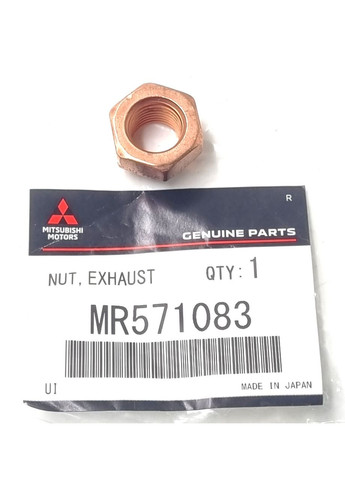 R
MITSUBISHI
MOTORS
GENUINE PARTS
NUT, EXHAUST QTY: 1
MR571083
UI MADE IN JAPAN